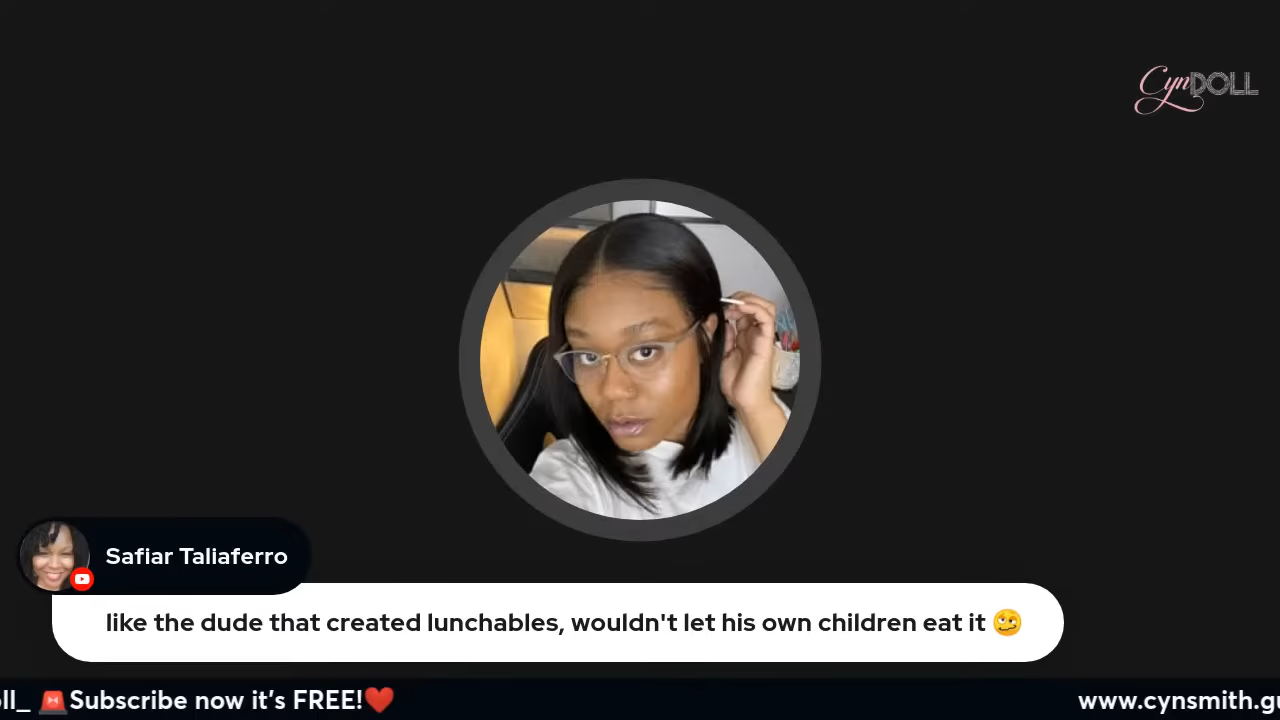 CynDOLL
Safiar Taliaferro
like the dude that created lunchables, wouldn't let his own children eat it 🥴
ll_ 🚨Subscribe now it's FREE!❤️ www.cynsmith.gu